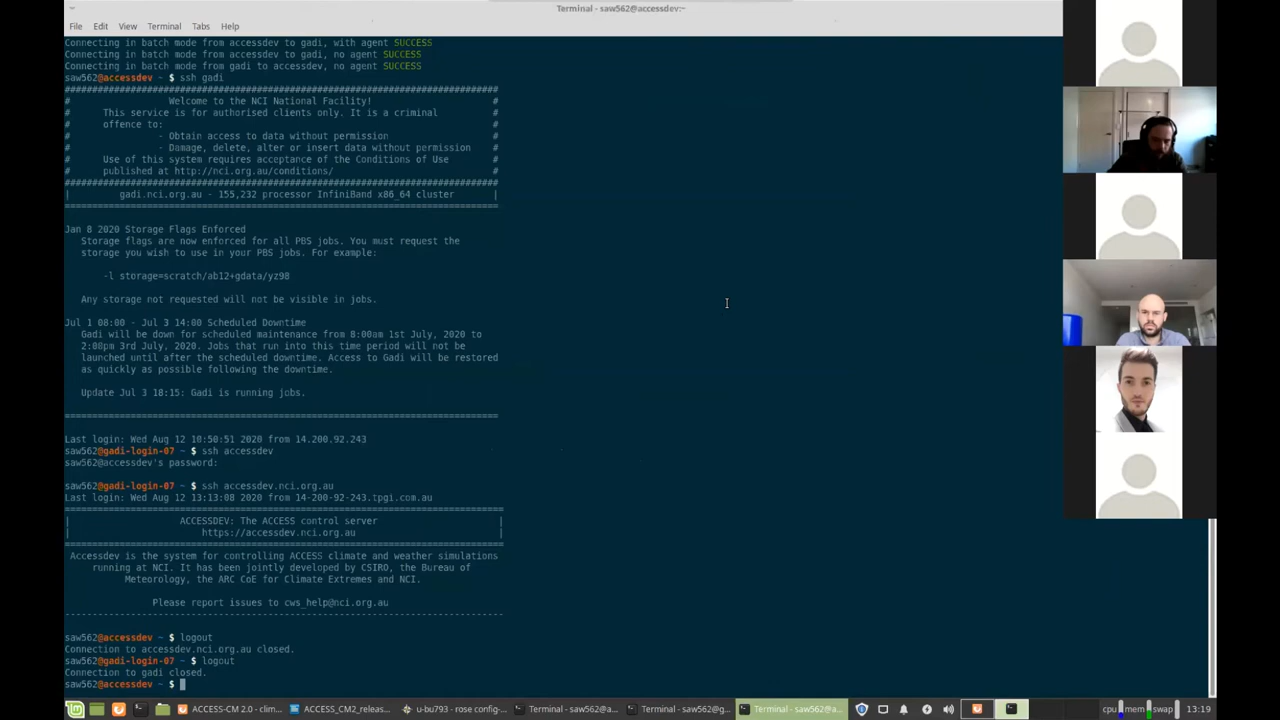 Terminal - saw562@accessdev:~
File Edit View Terminal Tabs Help
Connecting in batch mode from accessdev to gadi, with agent SUCCESS
Connecting in batch mode from accessdev to gadi, no agent SUCCESS
Connecting in batch mode from gadi to accessdev, no agent SUCCESS
saw562@accessdev ~ $ ssh gadi
###############################################################################
# Welcome to the NCI National Facility! #
# This service is for authorised clients only. It is a criminal #
# offence to: #
# - Obtain access to data without permission #
# - Damage, delete, alter or insert data without permission #
# Use of this system requires acceptance of the Conditions of Use #
# published at http://nci.org.au/conditions/ #
###############################################################################
| gadi.nci.org.au - 155,232 processor InfiniBand x86_64 cluster |
===============================================================================
Jan 8 2020 Storage Flags Enforced
Storage flags are now enforced for all PBS jobs. You must request the
storage you wish to use in your PBS jobs. For example:
-l storage=scratch/ab12+gdata/yz98
Any storage not requested will not be visible in jobs.
Jul 1 08:00 - Jul 3 14:00 Scheduled Downtime
Gadi will be down for scheduled maintenance from 8:00am 1st July, 2020 to
2:00pm 3rd July, 2020. Jobs that run into this time period will not be
launched until after the scheduled downtime. Access to Gadi will be restored
as quickly as possible following the downtime.
Update Jul 3 18:15: Gadi is running jobs.
===============================================================================
Last login: Wed Aug 12 10:50:51 2020 from 14.200.92.243
saw562@gadi-login-07 ~ $ ssh accessdev
saw562@accessdev's password:
saw562@gadi-login-07 ~ $ ssh accessdev.nci.org.au
Last login: Wed Aug 12 13:13:08 2020 from 14-200-92-243.tpgi.com.au
================================================================================
| ACCESSDEV: The ACCESS control server |
| https://accessdev.nci.org.au |
================================================================================
Accessdev is the system for controlling ACCESS climate and weather simulations
running at NCI. It has been jointly developed by CSIRO, the Bureau of
Meteorology, the ARC CoE for Climate Extremes and NCI.
Please report issues to cws_help@nci.org.au
--------------------------------------------------------------------------------
saw562@accessdev ~ $ logout
Connection to accessdev.nci.org.au closed.
saw562@gadi-login-07 ~ $ logout
Connection to gadi closed.
saw562@accessdev ~ $
ACCESS-CM 2.0 - clim... ACCESS_CM2_releas... u-bu793 - rose config-... Terminal - saw562@a... Terminal - saw562@g... Terminal - saw562@a... cpu mem swap 13:19